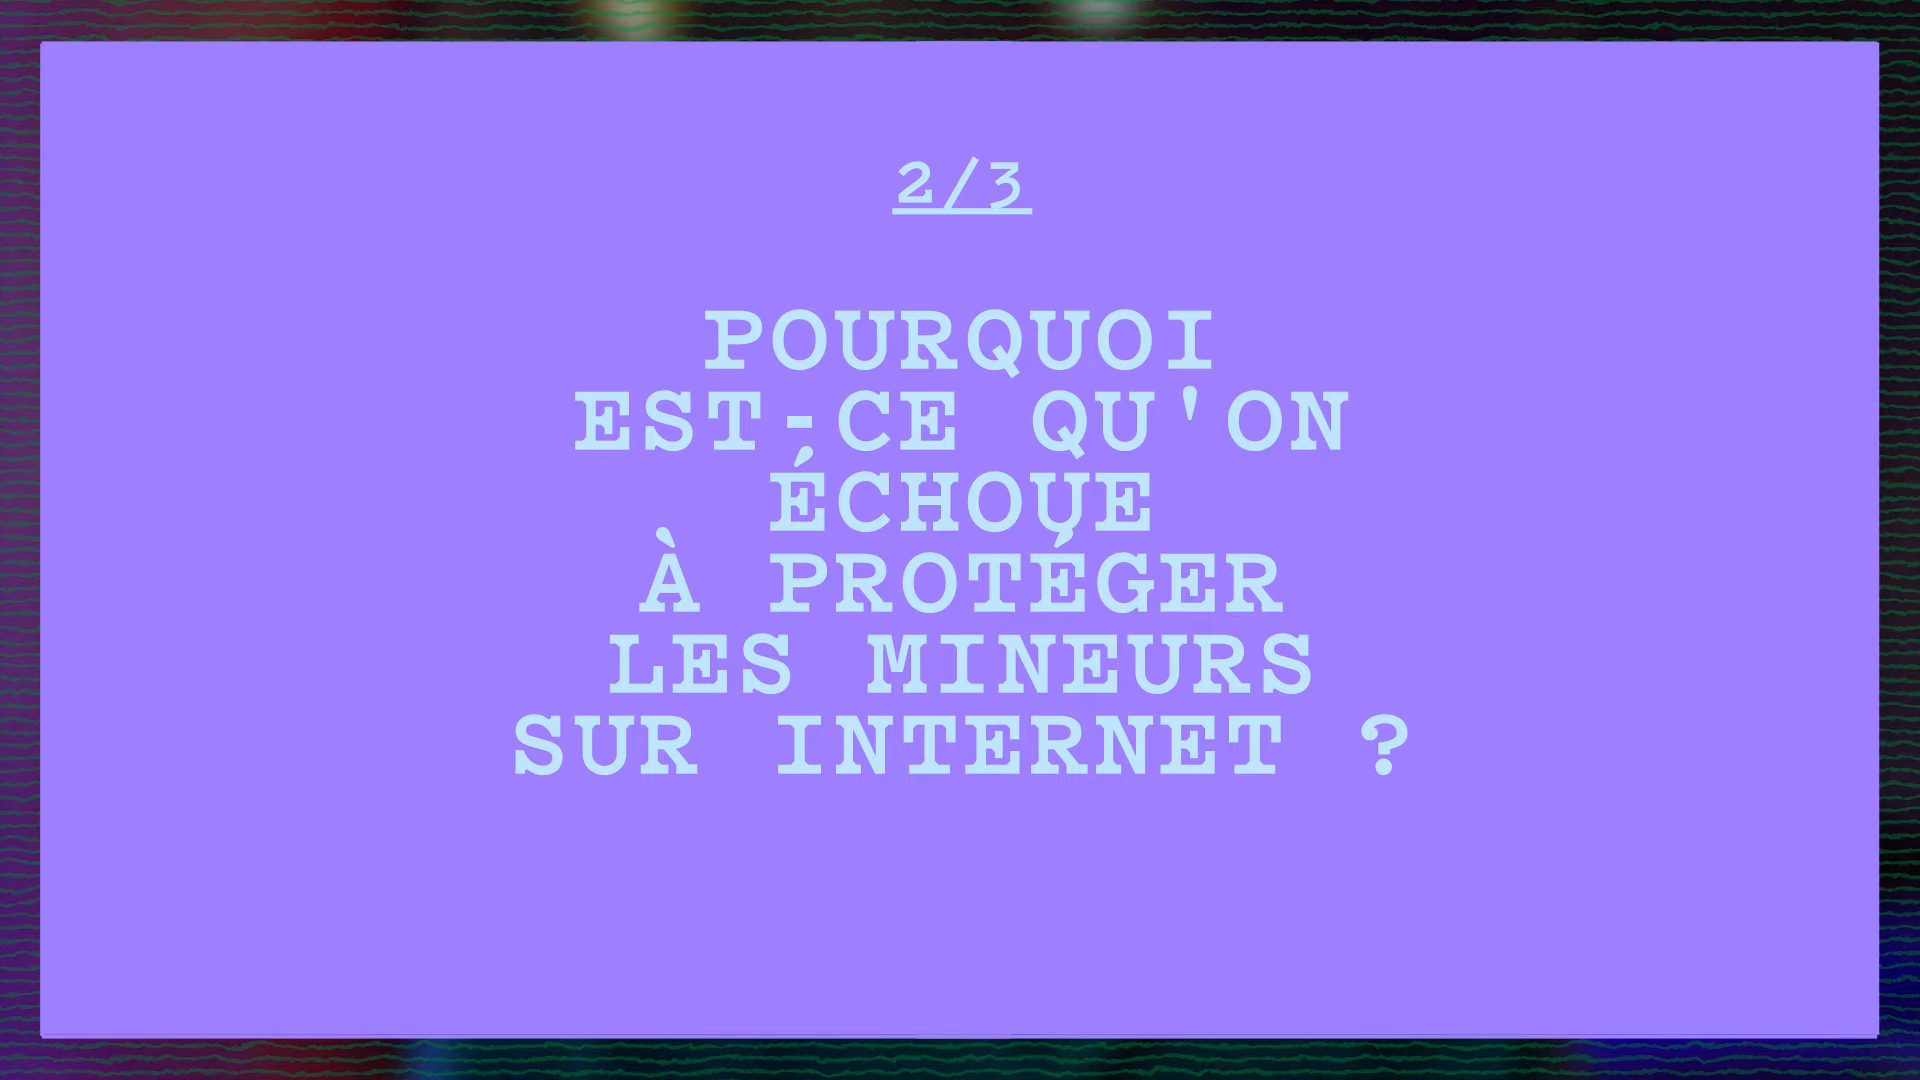 2/3
POURQUOI
EST-CE QU'ON
ÉCHOUE
À PROTÉGER
LES MINEURS
SUR INTERNET ?